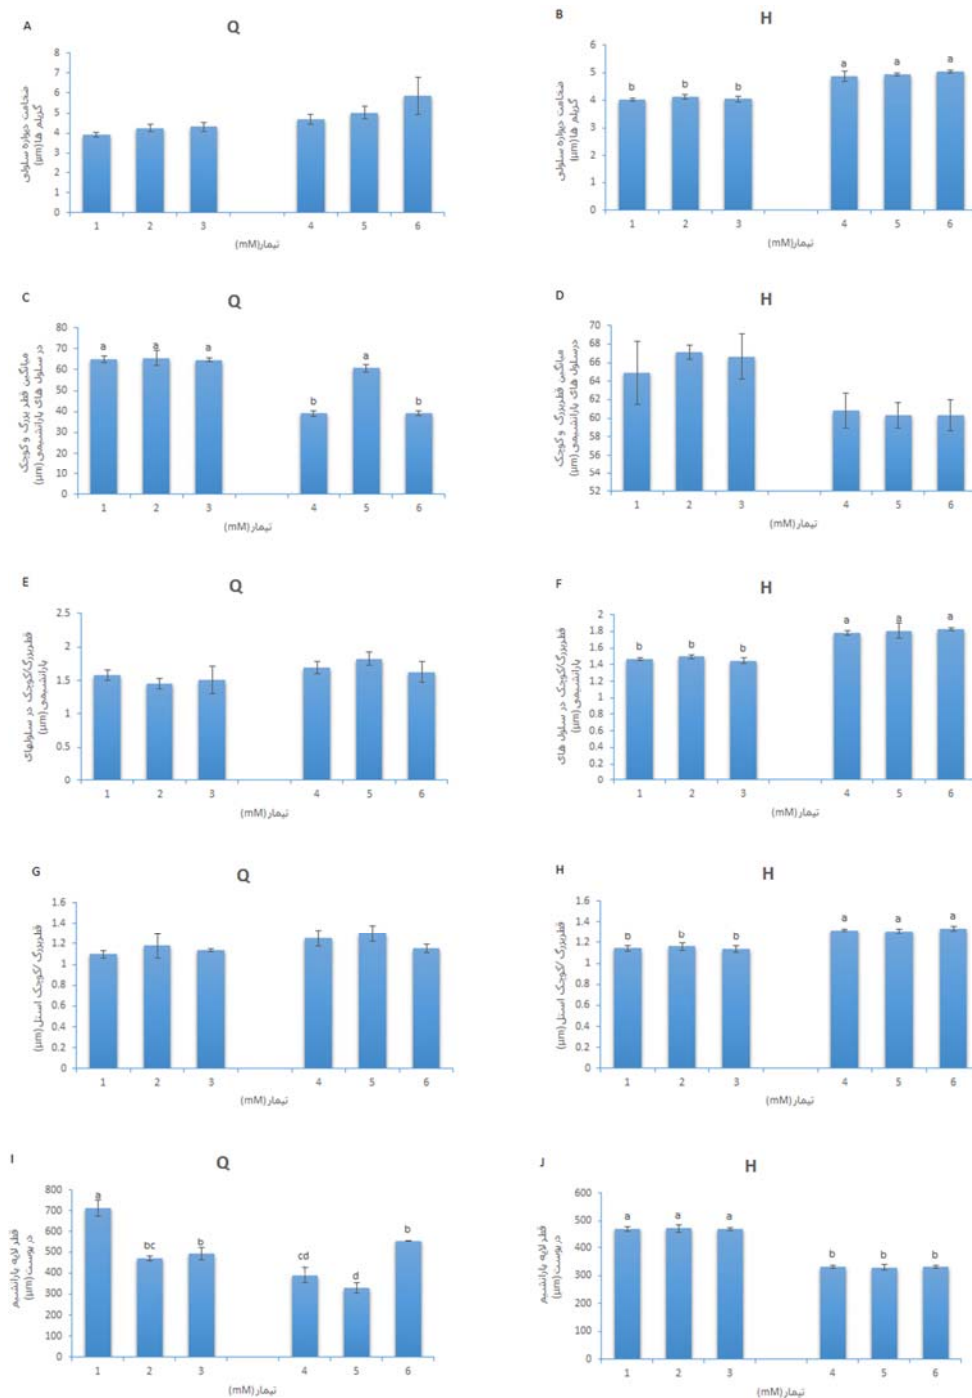 A
Q
ضخامت دیواره سلولی
گزیلم ها(µm)
8
7
6
5
4
3
2
1
0
1 2 3 4 5 6
تیمار(mM)
B
H
ضخامت دیواره سلولی
گزیلم ها(µm)
6
5
4
3
2
1
0
b b b a a a
1 2 3 4 5 6
تیمار(mM)
C
Q
میانگین قطر بزرگ و کوچک
در سلول های پارانشیمی(µm)
80
70
60
50
40
30
20
10
0
a a a b a b
1 2 3 4 5 6
تیمار(mM)
D
H
میانگین قطربزرگ و کوچک
درسلول های پارانشیمی(µm)
70
68
66
64
62
60
58
56
54
52
1 2 3 4 5 6
تیمار(mM)
E
Q
قطربزرگ/کوچک در سلولهای
پارانشیمی(µm)
2.5
2
1.5
1
0.5
0
1 2 3 4 5 6
تیمار(mM)
F
H
قطربزرگ/کوچک در سلول های
پارانشیمی(µm)
2
1.8
1.6
1.4
1.2
1
0.8
0.6
0.4
0.2
0
b b b a a a
1 2 3 4 5 6
تیمار(mM)
G
Q
قطربزرگ /کوچک استل(µm)
1.6
1.4
1.2
1
0.8
0.6
0.4
0.2
0
1 2 3 4 5 6
تیمار(mM)
H
H
قطربزرگ /کوچک استل(µm)
1.6
1.4
1.2
1
0.8
0.6
0.4
0.2
0
b b b a a a
1 2 3 4 5 6
تیمار(mM)
I
Q
قطر لایه پارانشیم
در پوست(µm)
800
700
600
500
400
300
200
100
0
a bc b cd d b
1 2 3 4 5 6
تیمار(mM)
J
H
قطر لایه پارانشیم
در پوست(µm)
600
500
400
300
200
100
0
a a a b b b
1 2 3 4 5 6
تیمار(mM)